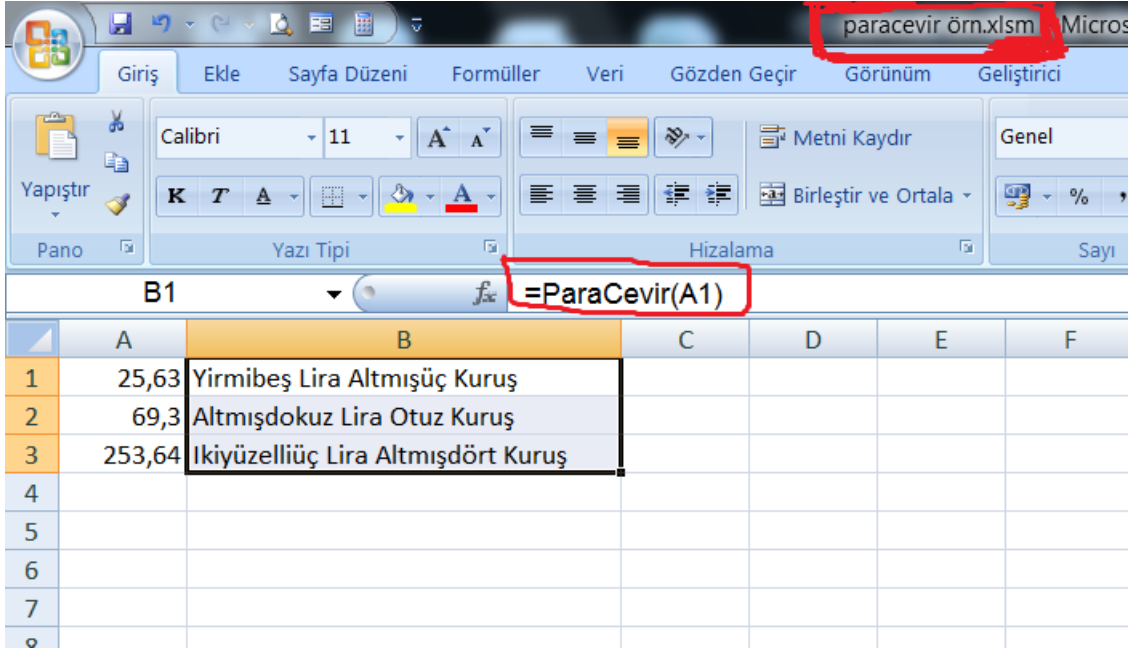 paracevir örn.xlsm Micros
Giriş Ekle Sayfa Düzeni Formüller Veri Gözden Geçir Görünüm Geliştirici
Calibri 11 A A Metni Kaydır Genel
Yapıştır K T A A Birleştir ve Ortala %
Pano Yazı Tipi Hizalama Sayı
B1 fx =ParaCevir(A1)
A B C D E F
1 25,63 Yirmibeş Lira Altmışüç Kuruş
2 69,3 Altmışdokuz Lira Otuz Kuruş
3 253,64 Ikiyüzelliüç Lira Altmışdört Kuruş
4
5
6
7
8